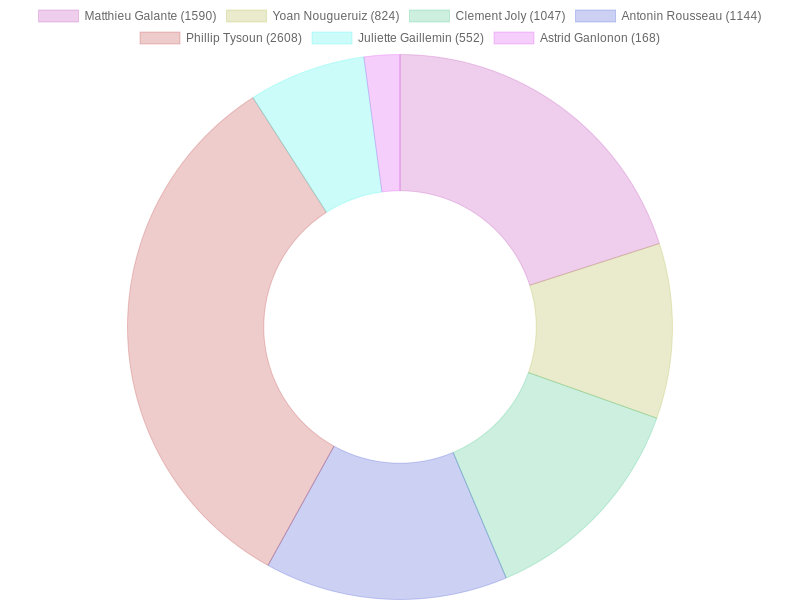 Matthieu Galante (1590) Yoan Nougueruiz (824) Clement Joly (1047) Antonin Rousseau (1144)
Phillip Tysoun (2608) Juliette Gaillemin (552) Astrid Ganlonon (168)